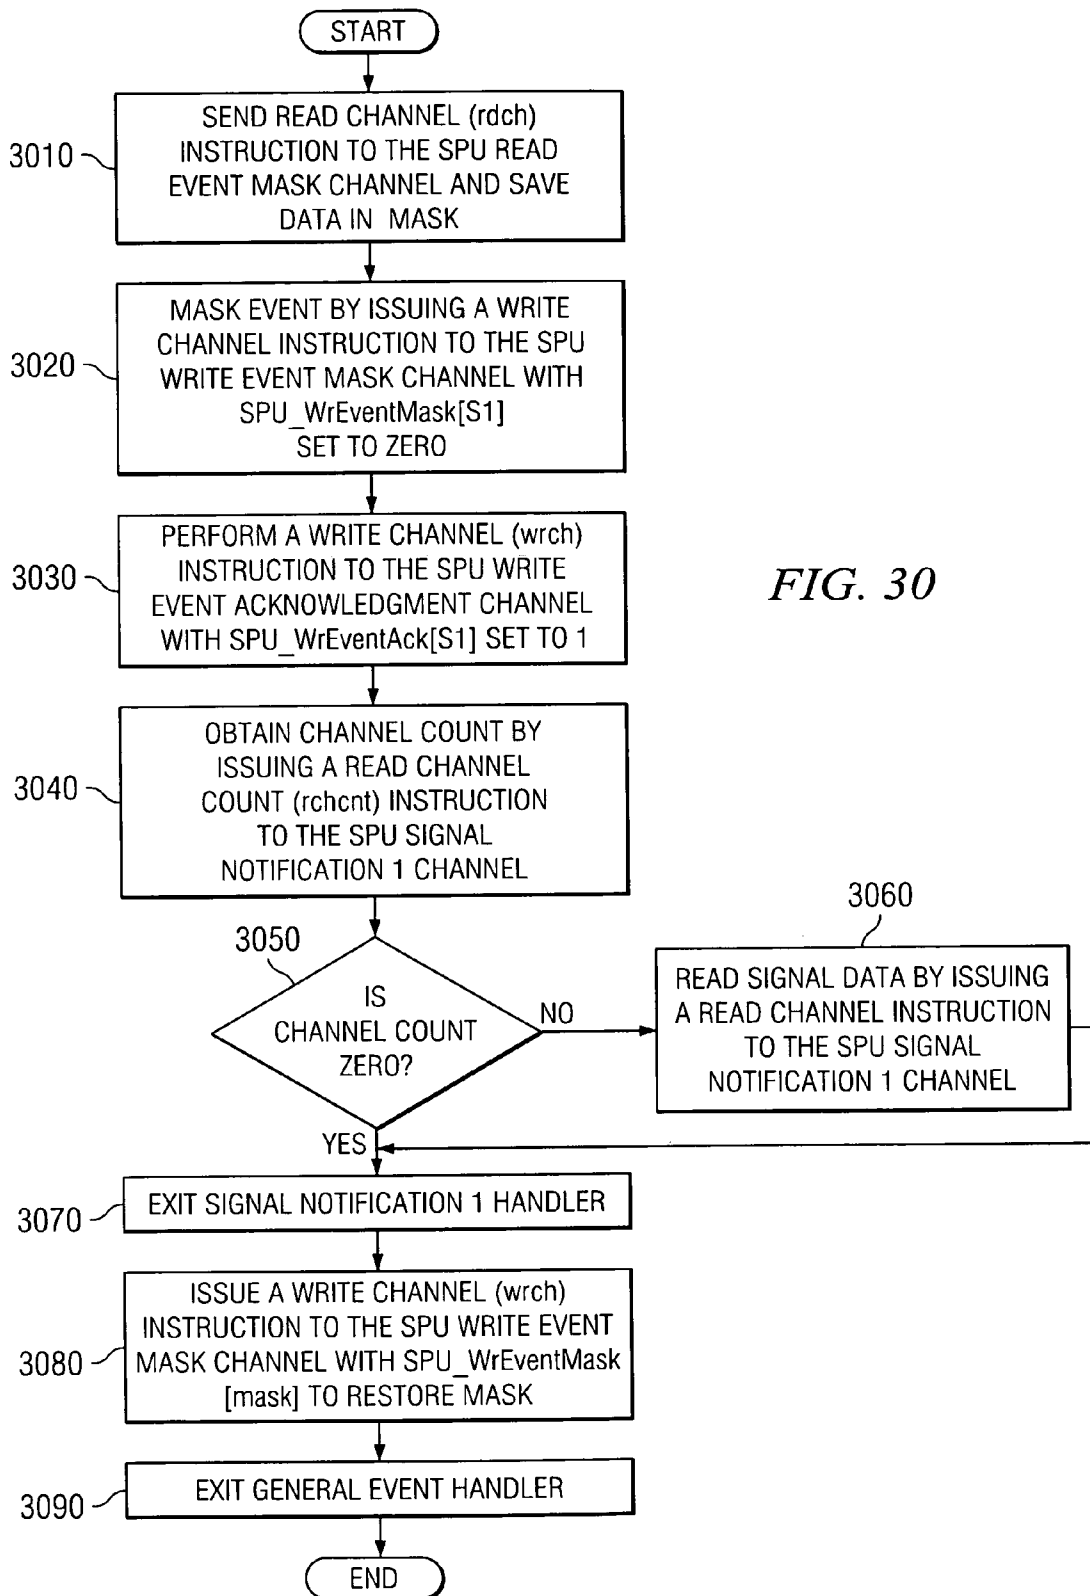 START
3010
SEND READ CHANNEL (rdch)
INSTRUCTION TO THE SPU READ
EVENT MASK CHANNEL AND SAVE
DATA IN MASK
3020
MASK EVENT BY ISSUING A WRITE
CHANNEL INSTRUCTION TO THE SPU
WRITE EVENT MASK CHANNEL WITH
SPU_WrEventMask[S1]
SET TO ZERO
3030
PERFORM A WRITE CHANNEL (wrch)
INSTRUCTION TO THE SPU WRITE
EVENT ACKNOWLEDGMENT CHANNEL
WITH SPU_WrEventAck[S1] SET TO 1
FIG. 30
3040
OBTAIN CHANNEL COUNT BY
ISSUING A READ CHANNEL
COUNT (rchcnt) INSTRUCTION
TO THE SPU SIGNAL
NOTIFICATION 1 CHANNEL
3050
IS
CHANNEL COUNT
ZERO?
NO
3060
READ SIGNAL DATA BY ISSUING
A READ CHANNEL INSTRUCTION
TO THE SPU SIGNAL
NOTIFICATION 1 CHANNEL
YES
3070
EXIT SIGNAL NOTIFICATION 1 HANDLER
3080
ISSUE A WRITE CHANNEL (wrch)
INSTRUCTION TO THE SPU WRITE EVENT
MASK CHANNEL WITH SPU_WrEventMask
[mask] TO RESTORE MASK
3090
EXIT GENERAL EVENT HANDLER
END